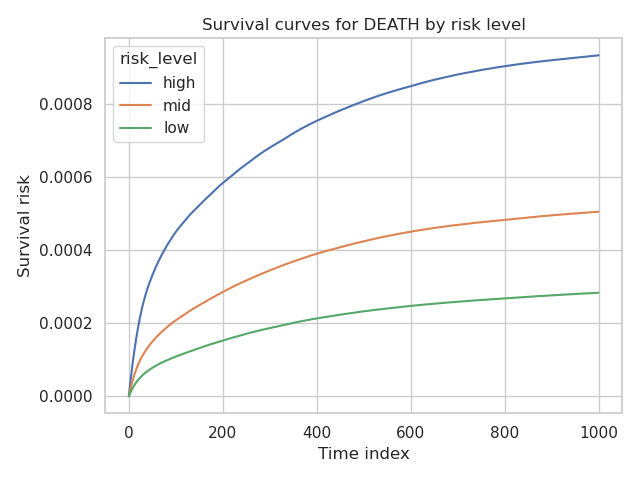 Survival curves for DEATH by risk level
risk_level
high
mid
low
Survival risk
0.0008
0.0006
0.0004
0.0002
0.0000
0 200 400 600 800 1000
Time index